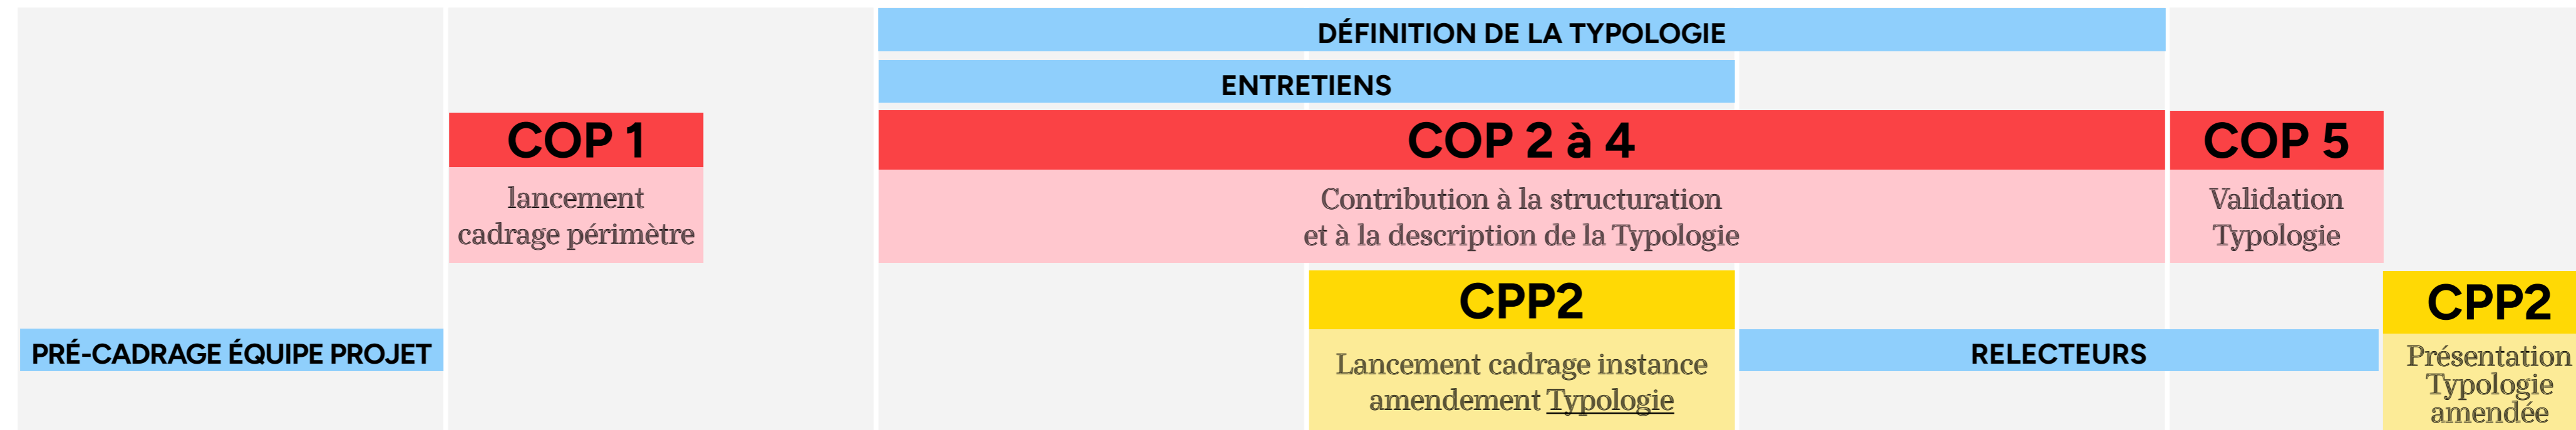 DÉFINITION DE LA TYPOLOGIE
ENTRETIENS
COP 1
lancement
cadrage périmètre
COP 2 à 4
Contribution à la structuration
et à la description de la Typologie
COP 5
Validation
Typologie
PRÉ-CADRAGE ÉQUIPE PROJET
CPP2
Lancement cadrage instance
amendement Typologie
RELECTEURS
CPP2
Présentation
Typologie
amendée